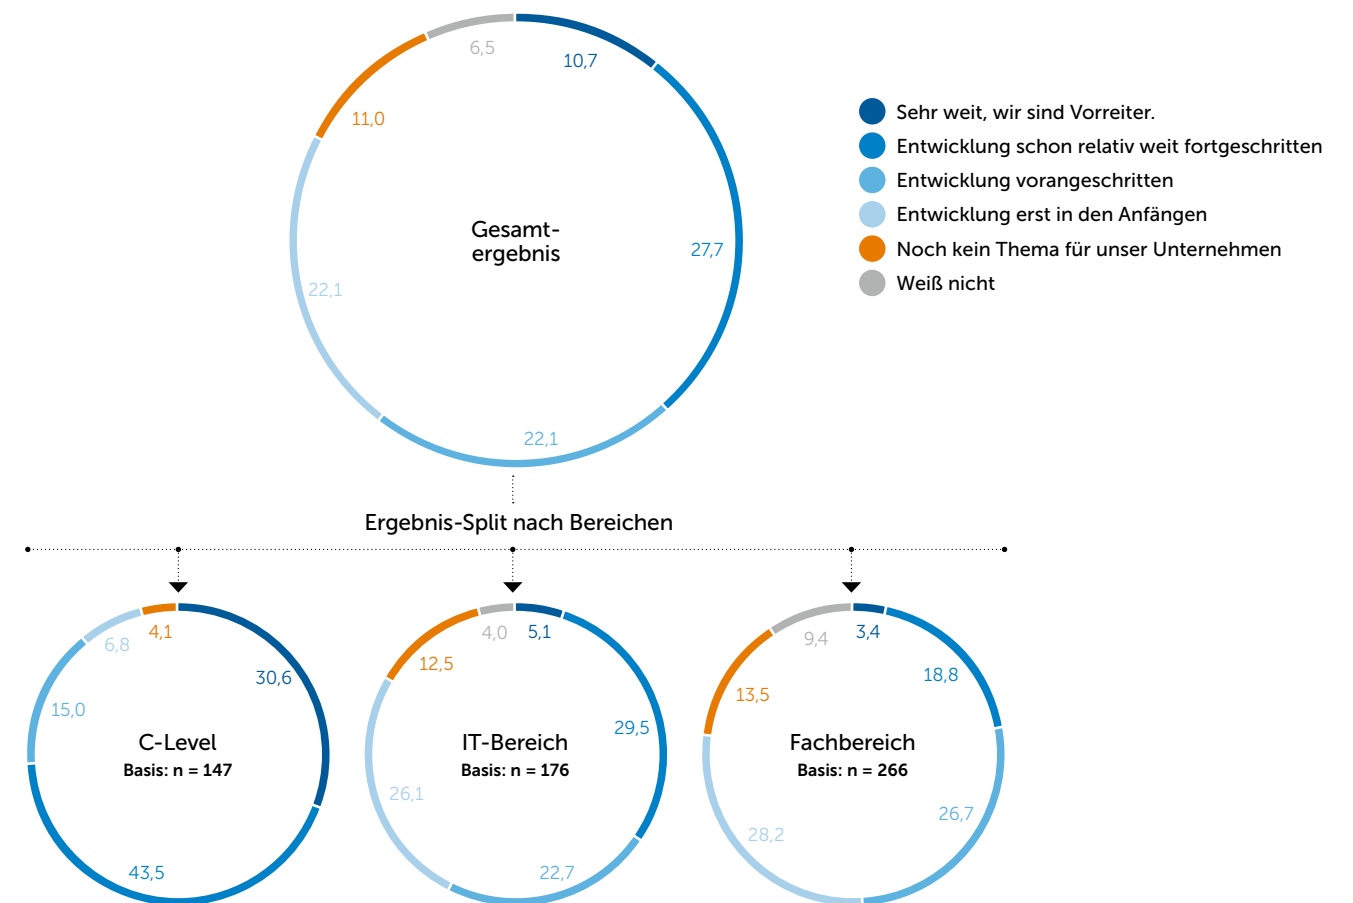 6,5
10,7
11,0
27,7
22,1
22,1
Gesamt-
ergebnis
Sehr weit, wir sind Vorreiter.
Entwicklung schon relativ weit fortgeschritten
Entwicklung vorangeschritten
Entwicklung erst in den Anfängen
Noch kein Thema für unser Unternehmen
Weiß nicht
Ergebnis-Split nach Bereichen
4,1
6,8
30,6
15,0
C-Level
Basis: n = 147
43,5
4,0
5,1
12,5
29,5
IT-Bereich
Basis: n = 176
26,1
22,7
3,4
9,4
18,8
13,5
Fachbereich
Basis: n = 266
26,7
28,2